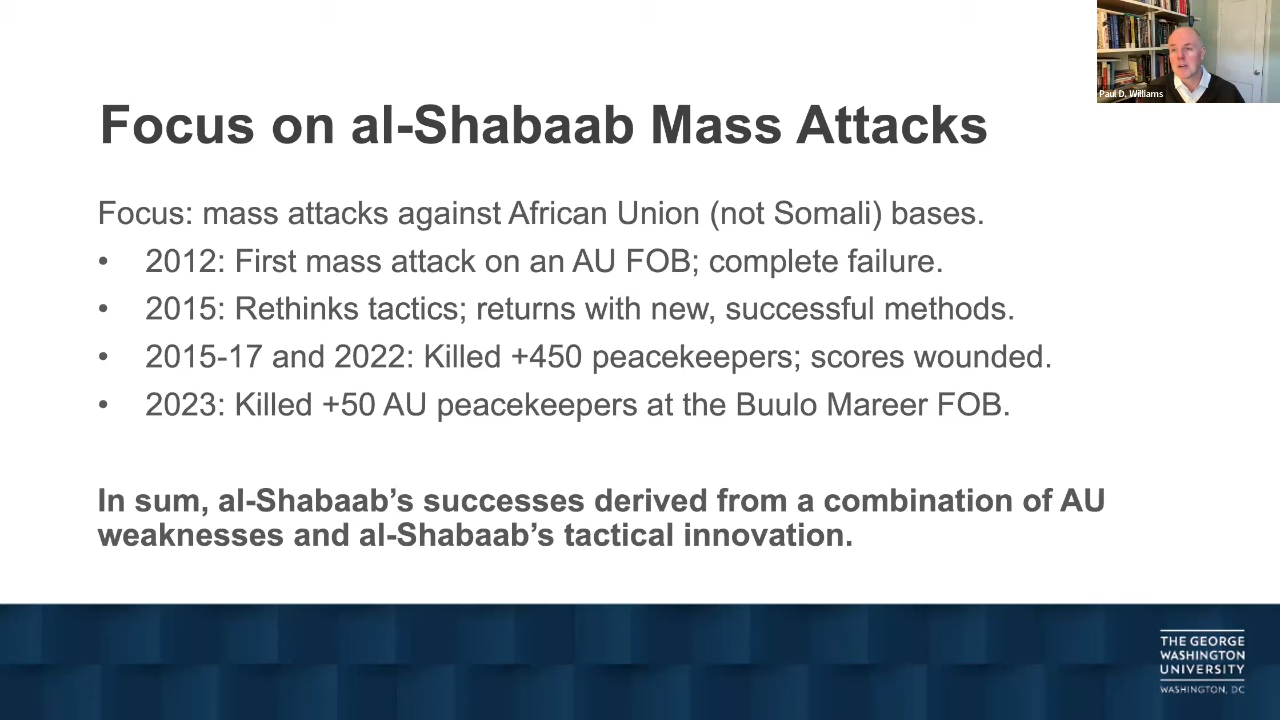 Paul D. Williams
Focus on al-Shabaab Mass Attacks
Focus: mass attacks against African Union (not Somali) bases.
• 2012: First mass attack on an AU FOB; complete failure.
• 2015: Rethinks tactics; returns with new, successful methods.
• 2015-17 and 2022: Killed +450 peacekeepers; scores wounded.
• 2023: Killed +50 AU peacekeepers at the Buulo Mareer FOB.
In sum, al-Shabaab’s successes derived from a combination of AU
weaknesses and al-Shabaab’s tactical innovation.
THE GEORGE
WASHINGTON
UNIVERSITY
WASHINGTON, DC